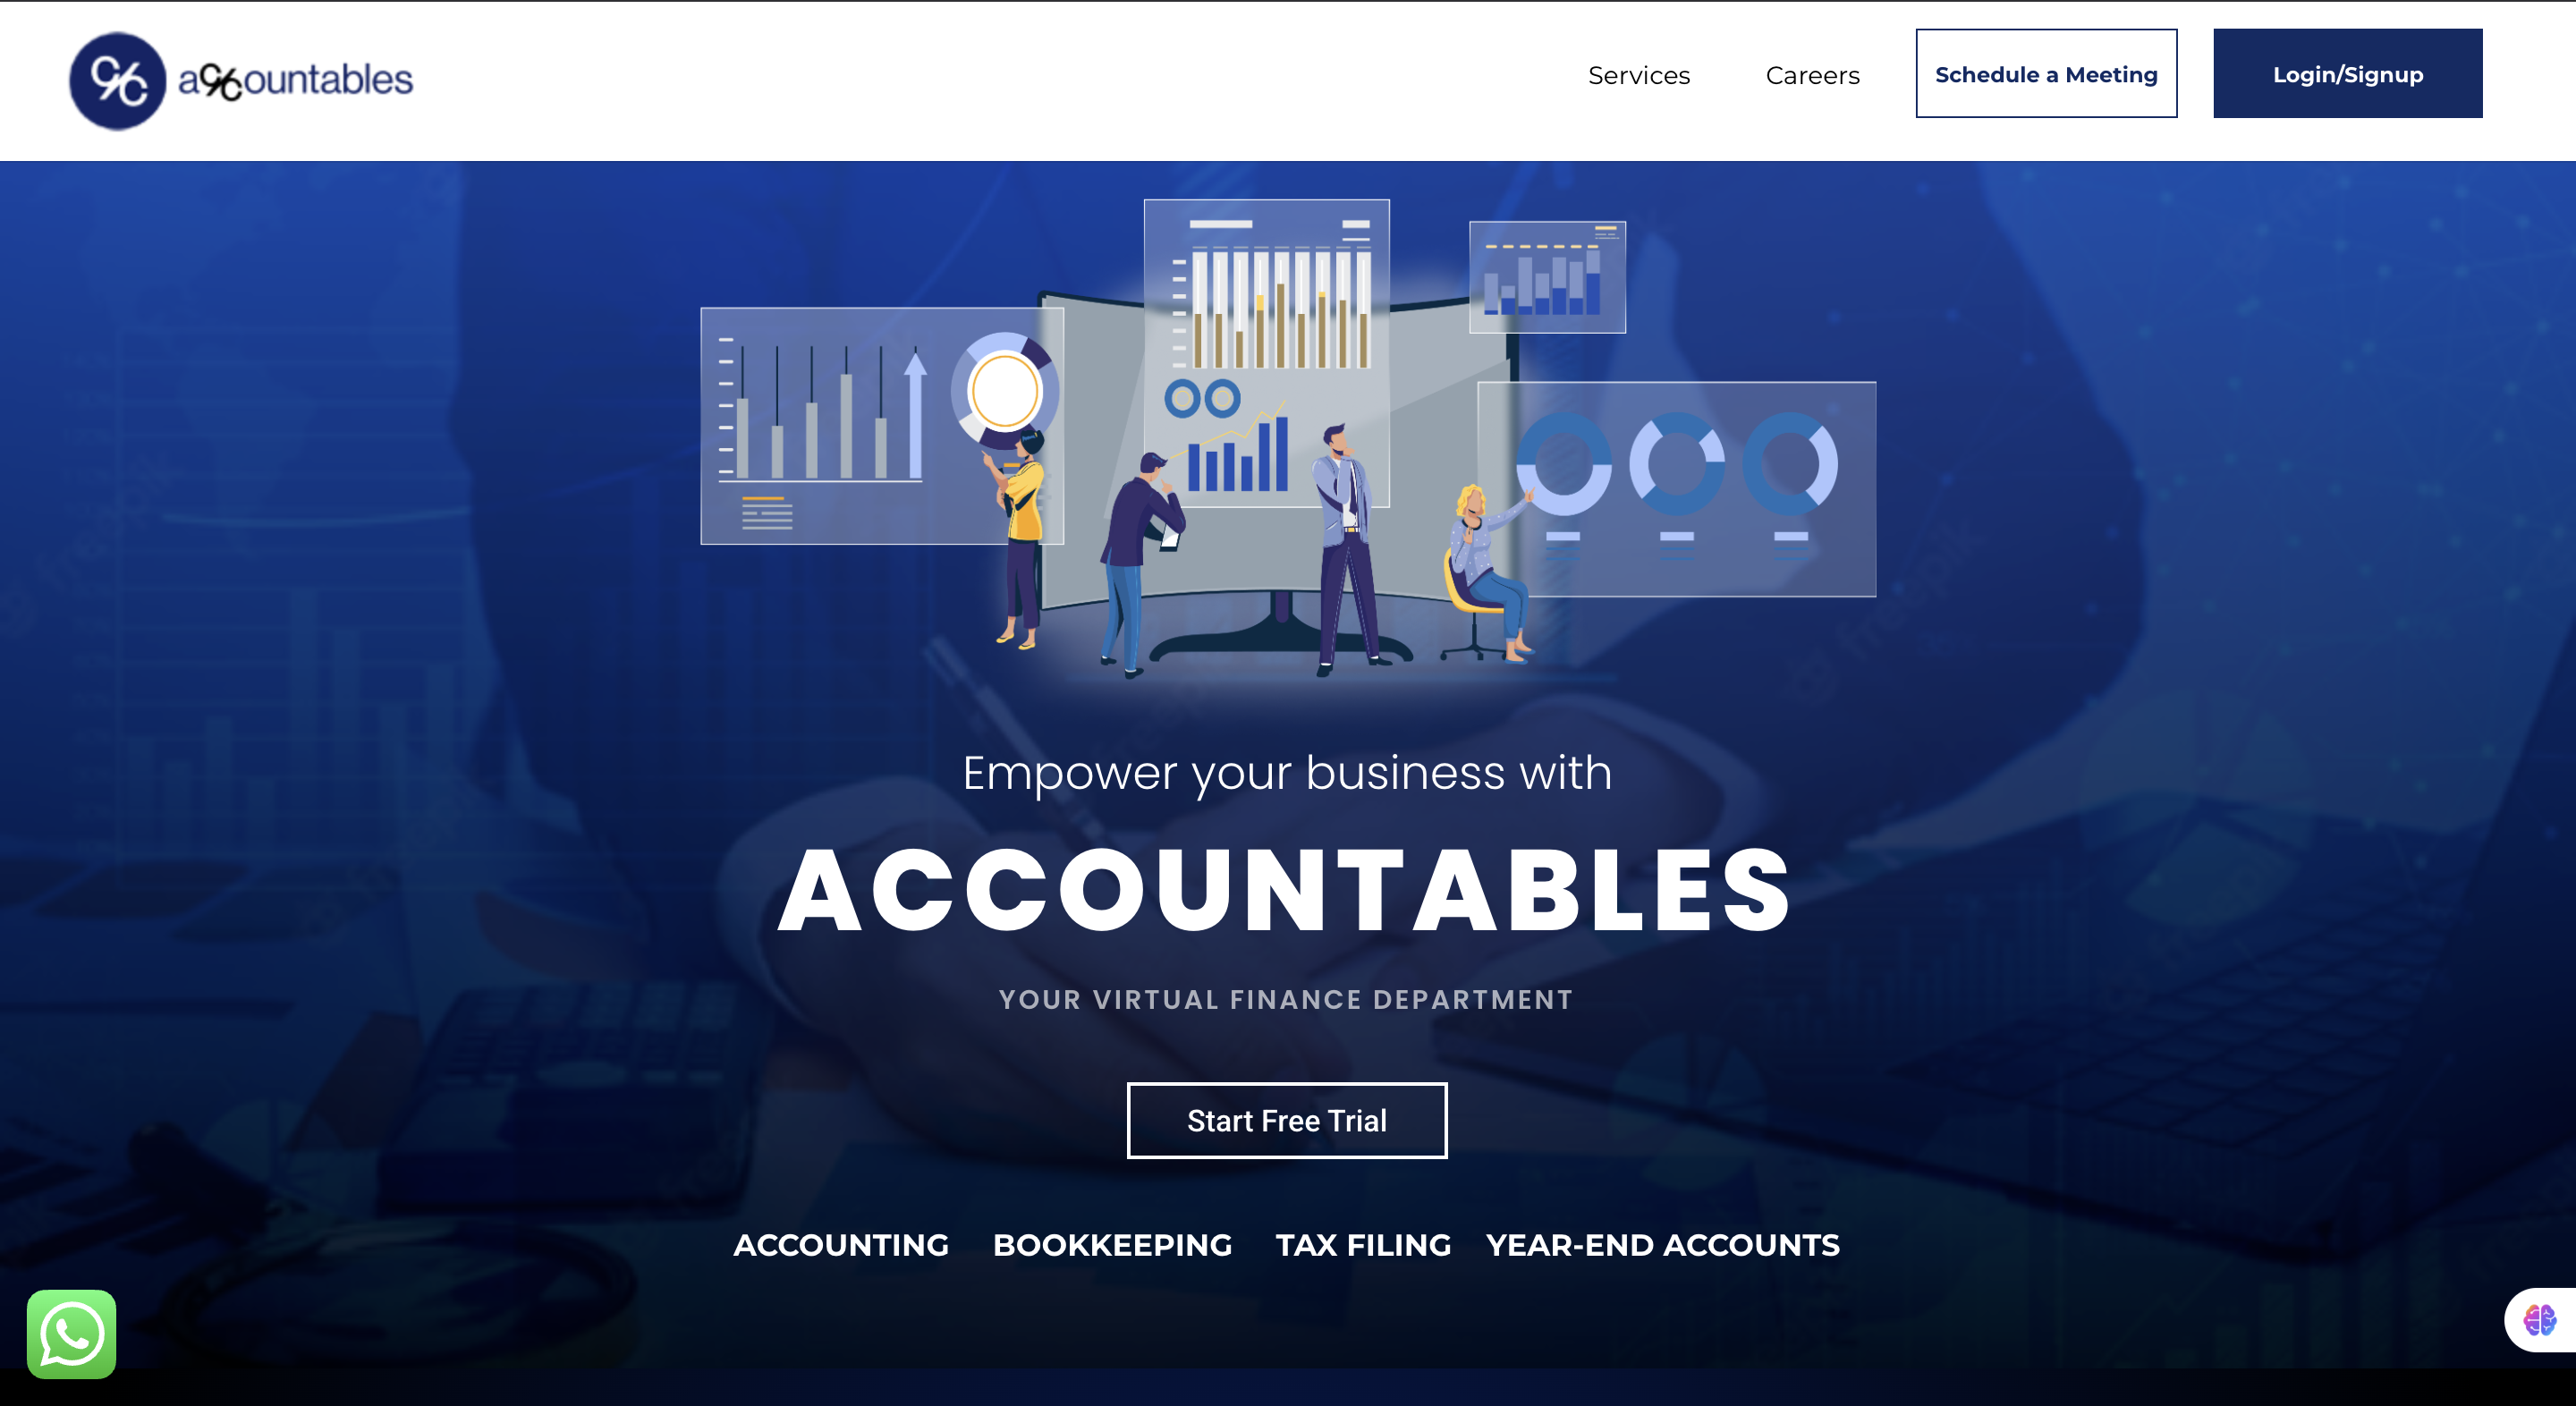 accountables
Services Careers Schedule a Meeting Login/Signup
Empower your business with
ACCOUNTABLES
YOUR VIRTUAL FINANCE DEPARTMENT
Start Free Trial
ACCOUNTING BOOKKEEPING TAX FILING YEAR-END ACCOUNTS